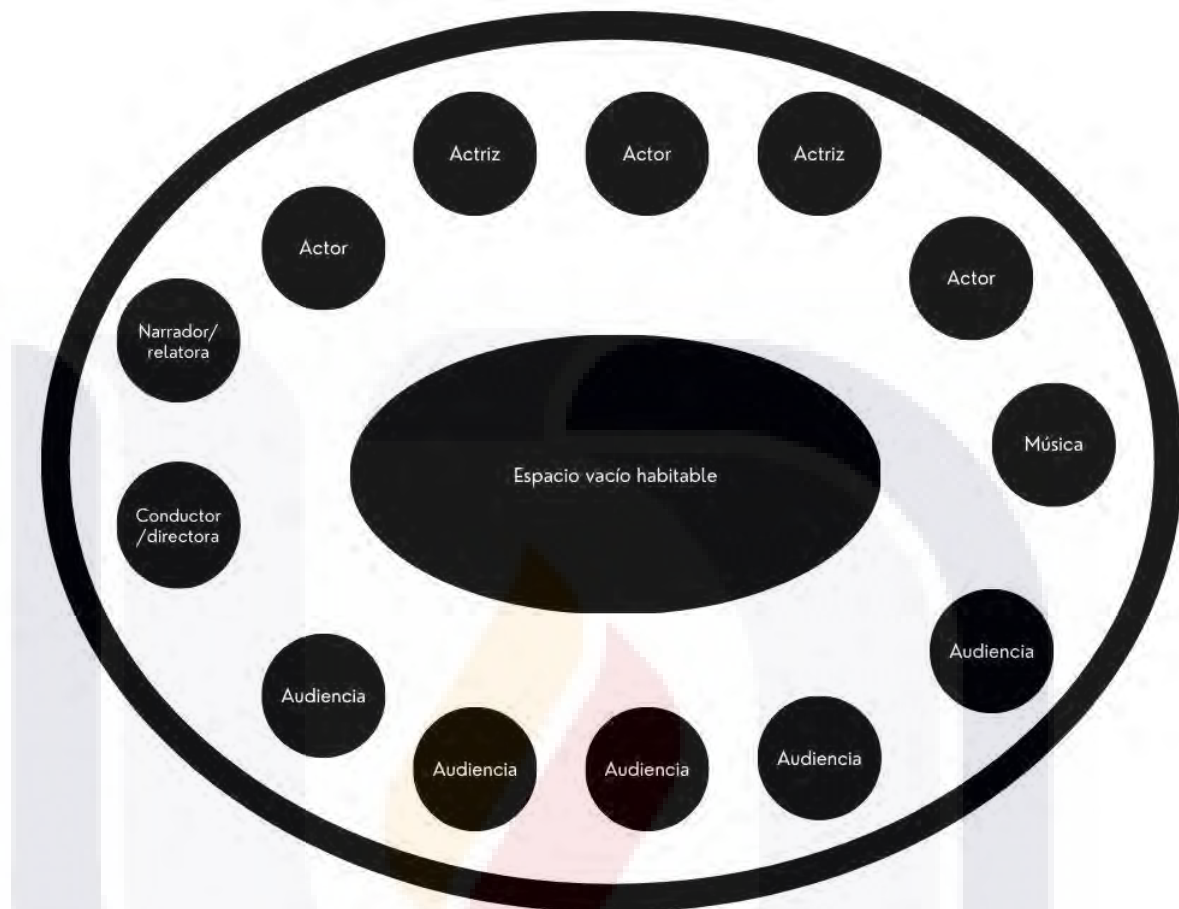 Actriz
Actor
Actriz
Actor
Actor
Narrador/
relatora
Música
Espacio vacío habitable
Conductor
/directora
Audiencia
Audiencia
Audiencia
Audiencia
Audiencia